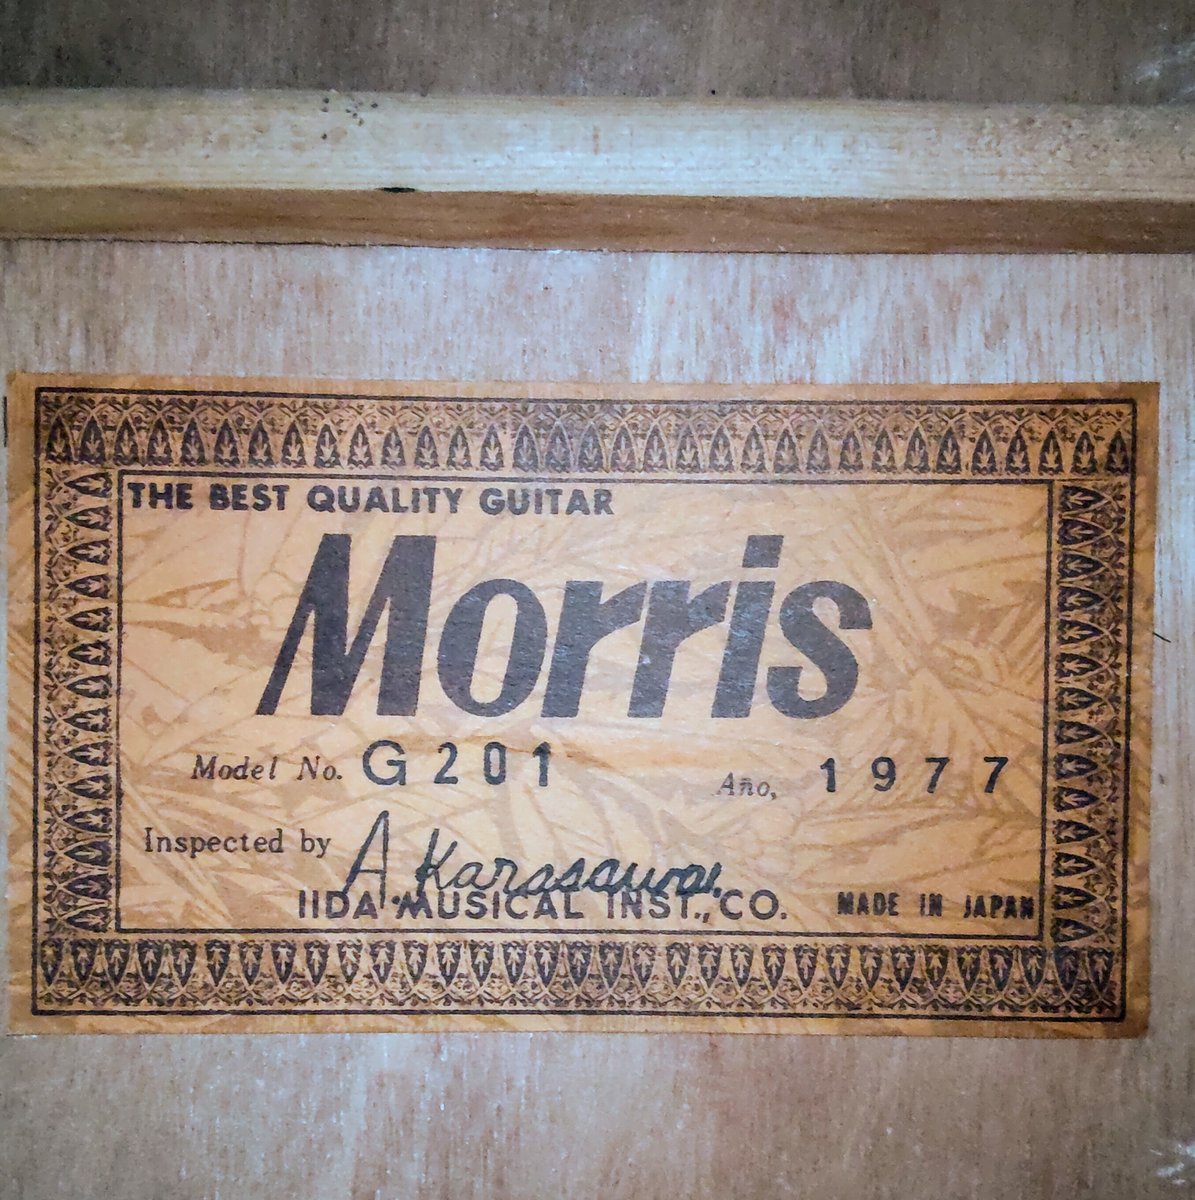 THE BEST QUALITY GUITAR
Morris
Model No. G201 Año, 1977
Inspected by A. Karasawa
IIDA MUSICAL INST., CO. MADE IN JAPAN